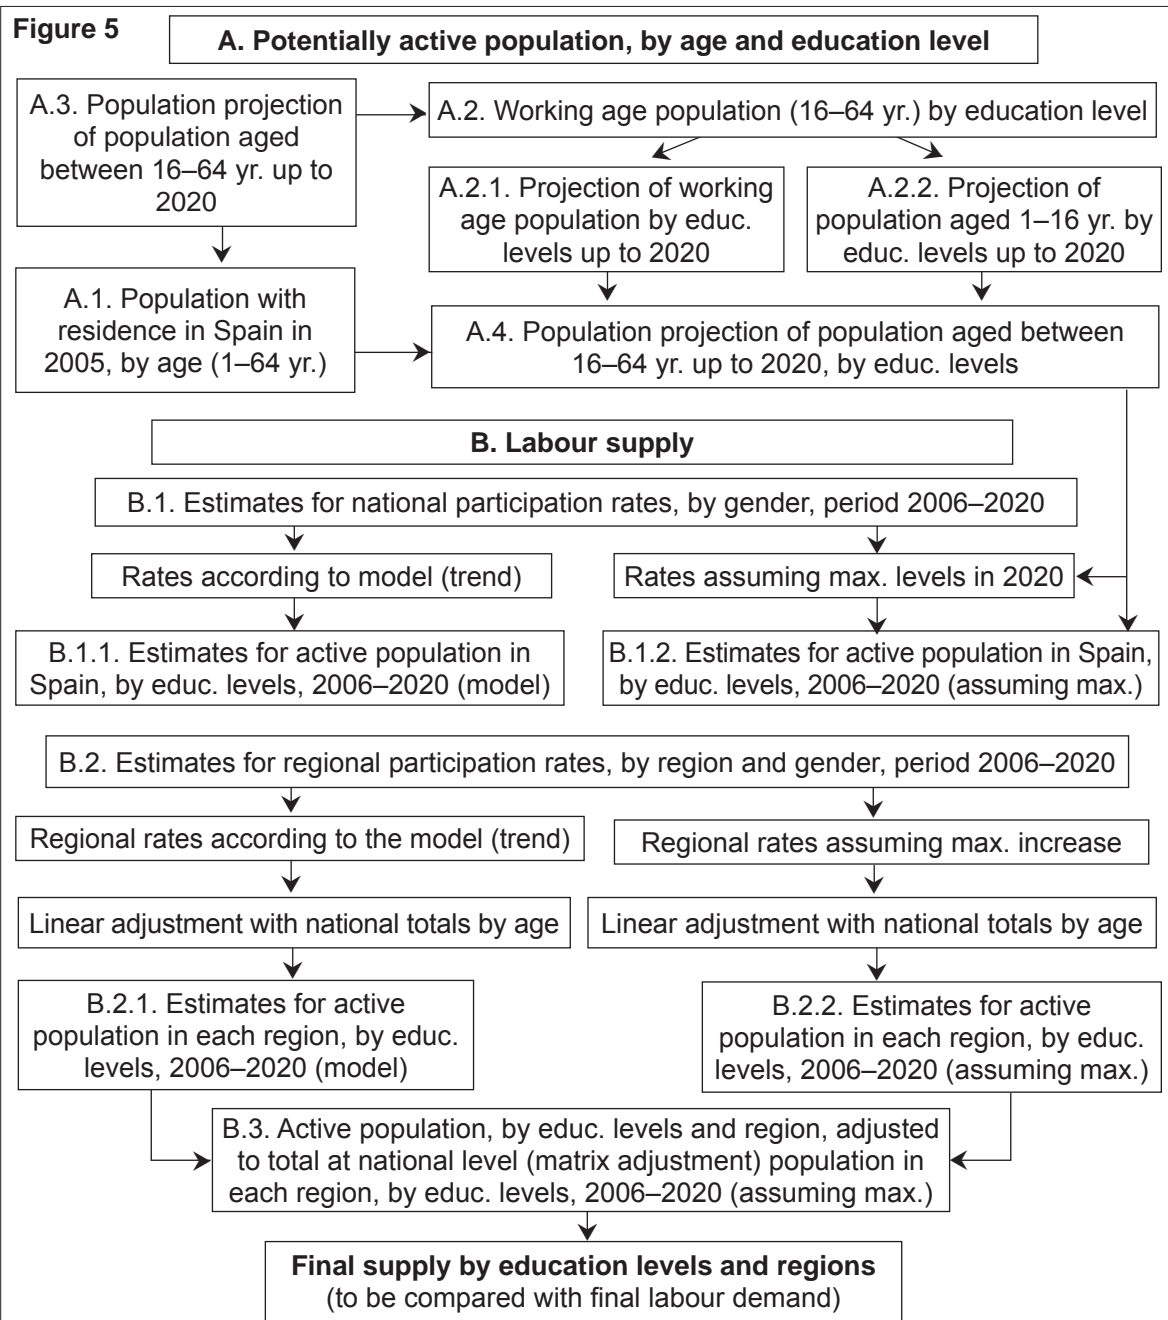 Figure 5
A. Potentially active population, by age and education level
A.3. Population projection
of population aged
between 16–64 yr. up to
2020
A.2. Working age population (16–64 yr.) by education level
A.2.1. Projection of working
age population by educ.
levels up to 2020
A.2.2. Projection of
population aged 1–16 yr. by
educ. levels up to 2020
A.1. Population with
residence in Spain in
2005, by age (1–64 yr.)
A.4. Population projection of population aged between
16–64 yr. up to 2020, by educ. levels
B. Labour supply
B.1. Estimates for national participation rates, by gender, period 2006–2020
Rates according to model (trend)
Rates assuming max. levels in 2020
B.1.1. Estimates for active population in
Spain, by educ. levels, 2006–2020 (model)
B.1.2. Estimates for active population in Spain,
by educ. levels, 2006–2020 (assuming max.)
B.2. Estimates for regional participation rates, by region and gender, period 2006–2020
Regional rates according to the model (trend)
Regional rates assuming max. increase
Linear adjustment with national totals by age
Linear adjustment with national totals by age
B.2.1. Estimates for active
population in each region, by educ.
levels, 2006–2020 (model)
B.2.2. Estimates for active
population in each region, by educ.
levels, 2006–2020 (assuming max.)
B.3. Active population, by educ. levels and region, adjusted
to total at national level (matrix adjustment) population in
each region, by educ. levels, 2006–2020 (assuming max.)
Final supply by education levels and regions
(to be compared with final labour demand)